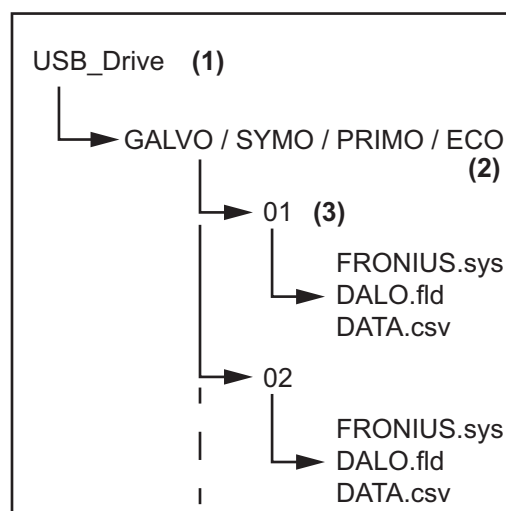 USB_Drive (1)
GALVO / SYMO / PRIMO / ECO
(2)
01 (3)
FRONIUS.sys
DALO.fld
DATA.csv
02
FRONIUS.sys
DALO.fld
DATA.csv